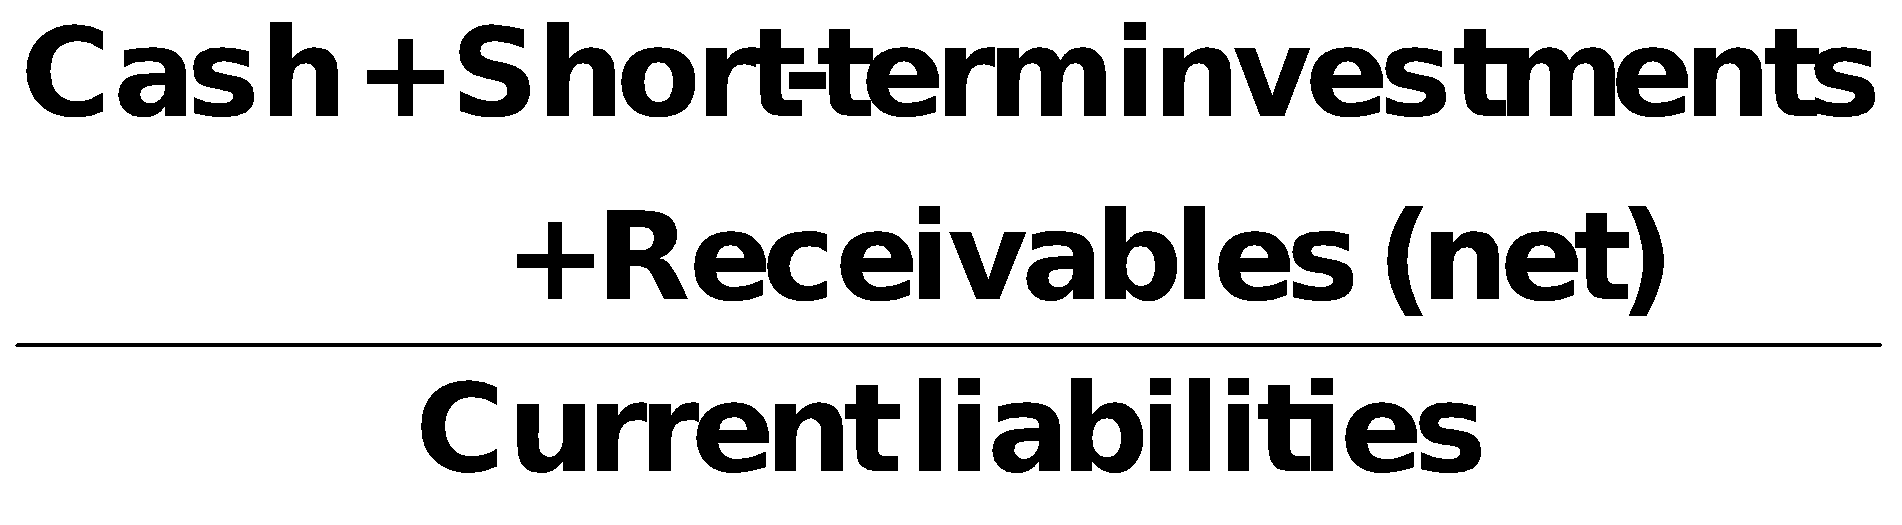 Cash + Short-term investments
+ Receivables (net)
Current liabilities